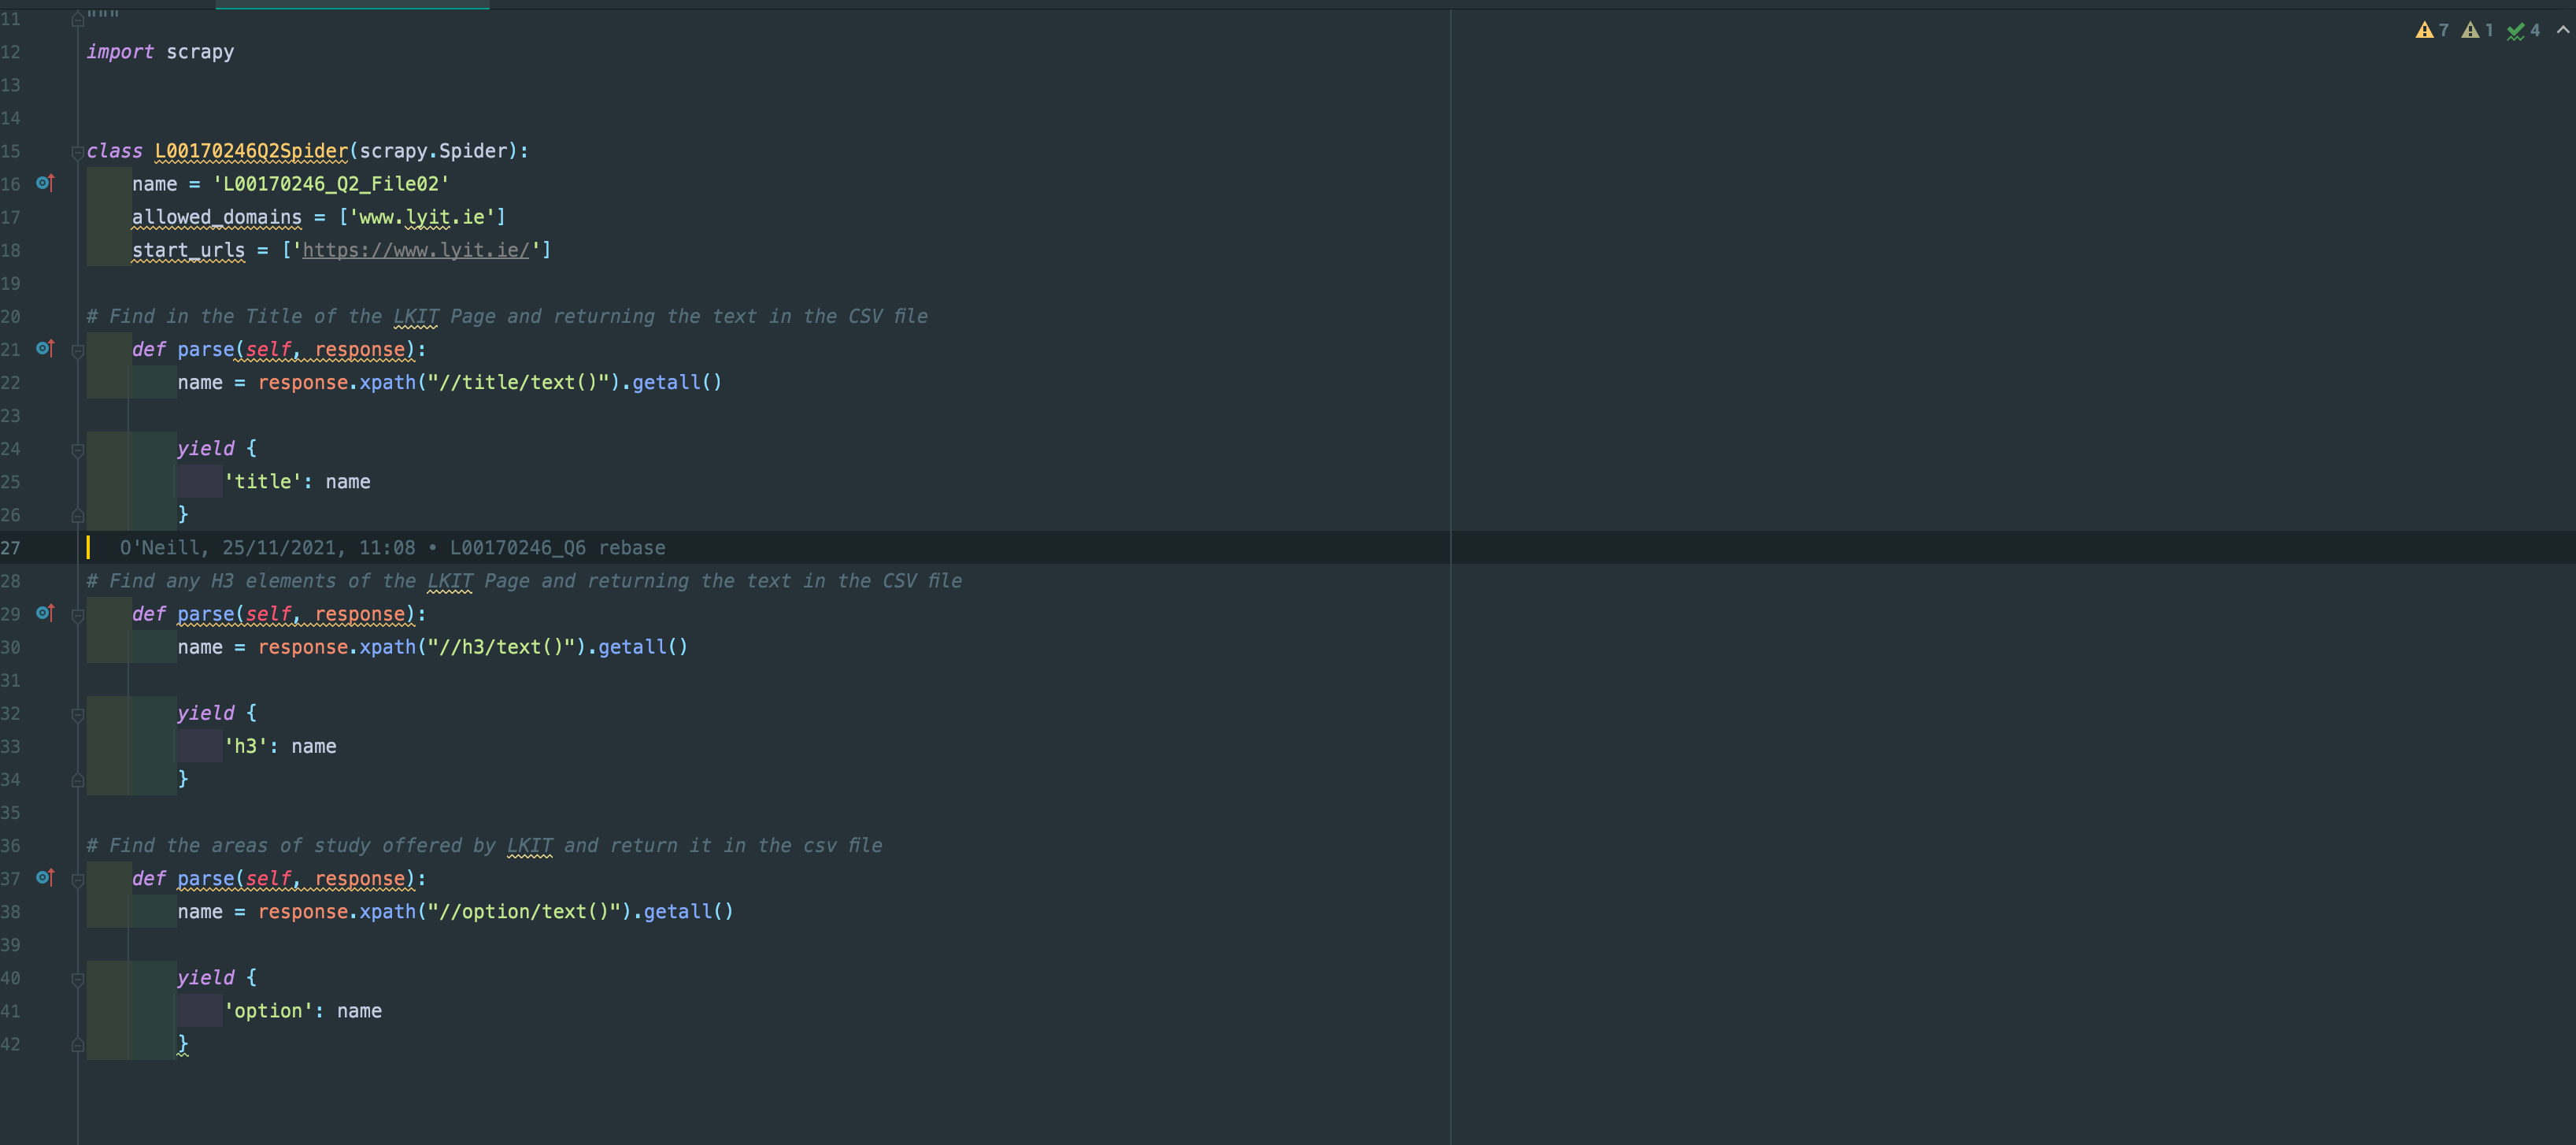 11 """
12 import scrapy
13
14
15 class L00170246Q2Spider(scrapy.Spider):
16 name = 'L00170246_Q2_File02'
17 allowed_domains = ['www.lyit.ie']
18 start_urls = ['https://www.lyit.ie/']
19
20 # Find in the Title of the LKIT Page and returning the text in the CSV file
21 def parse(self, response):
22 name = response.xpath("//title/text()").getall()
23
24 yield {
25 'title': name
26 }
27 O'Neill, 25/11/2021, 11:08 • L00170246_Q6 rebase
28 # Find any H3 elements of the LKIT Page and returning the text in the CSV file
29 def parse(self, response):
30 name = response.xpath("//h3/text()").getall()
31
32 yield {
33 'h3': name
34 }
35
36 # Find the areas of study offered by LKIT and return it in the csv file
37 def parse(self, response):
38 name = response.xpath("//option/text()").getall()
39
40 yield {
41 'option': name
42 }
7 1 4